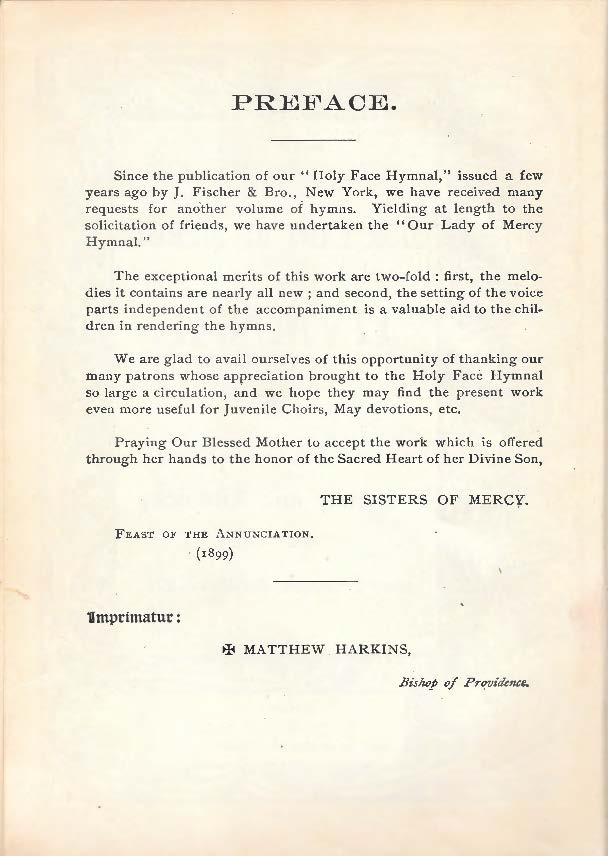 PREFACE.
Since the publication of our "Holy Face Hymnal," issued a few
years ago by J. Fischer & Bro., New York, we have received many
requests for another volume of hymns. Yielding at length to the
solicitation of friends, we have undertaken the "Our Lady of Mercy
Hymnal."
The exceptional merits of this work are two-fold : first, the melo-
dies it contains are nearly all new ; and second, the setting of the voice
parts independent of the accompaniment is a valuable aid to the chil-
dren in rendering the hymns.
We are glad to avail ourselves of this opportunity of thanking our
many patrons whose appreciation brought to the Holy Face Hymnal
so large a circulation, and we hope they may find the present work
even more useful for Juvenile Choirs, May devotions, etc.
Praying Our Blessed Mother to accept the work which is offered
through her hands to the honor of the Sacred Heart of her Divine Son,
THE SISTERS OF MERCY.
FEAST OF THE ANNUNCIATION.
(1899)
Imprimatur :
✠ MATTHEW HARKINS,
Bishop of Providence.